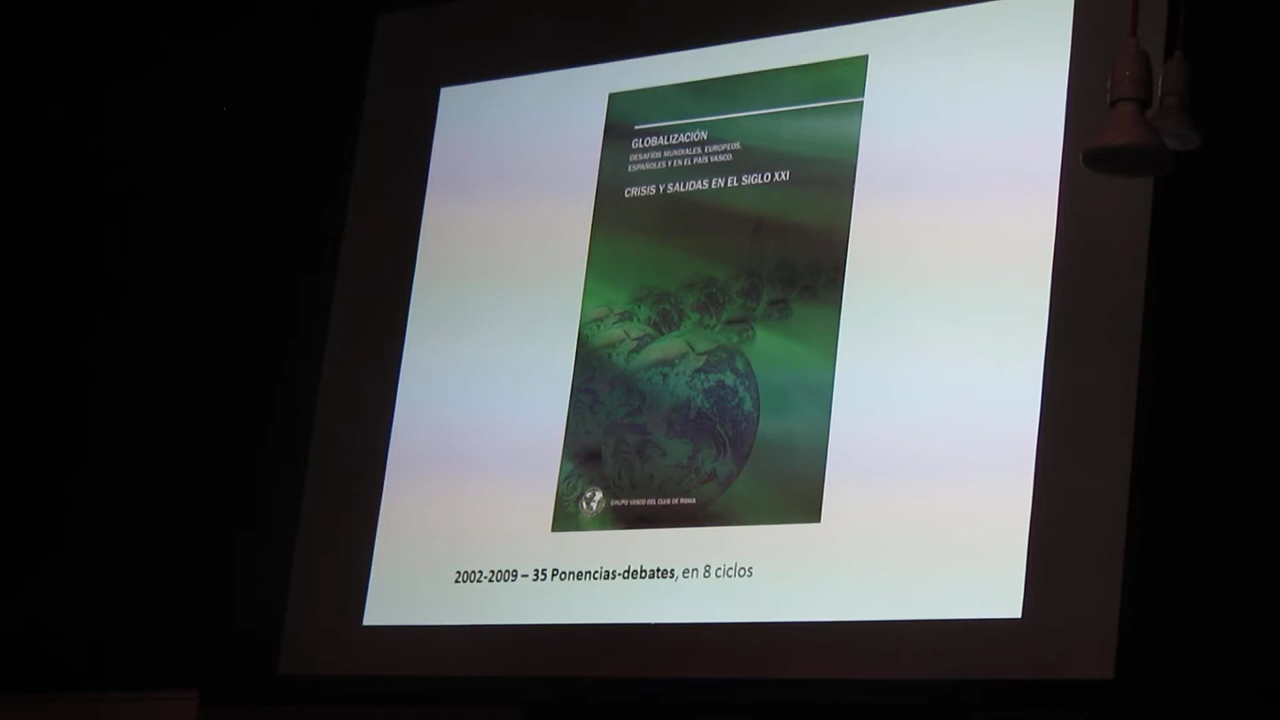 GLOBALIZACIÓN
DESAFÍOS MUNDIALES, EUROPEOS,
ESPAÑOLES Y EN EL PAÍS VASCO.
CRISIS Y SALIDAS EN EL SIGLO XXI
GRUPO VASCO DEL CLUB DE ROMA
2002-2009 – 35 Ponencias-debates, en 8 ciclos